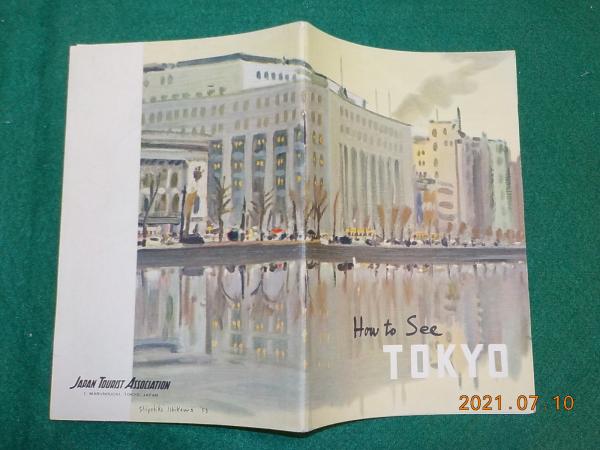 How to See
TOKYO
JAPAN TOURIST ASSOCIATION
1, MARUNOUCHI, TOKYO, JAPAN
Shigehiko Ishikawa '53
2021.07.10